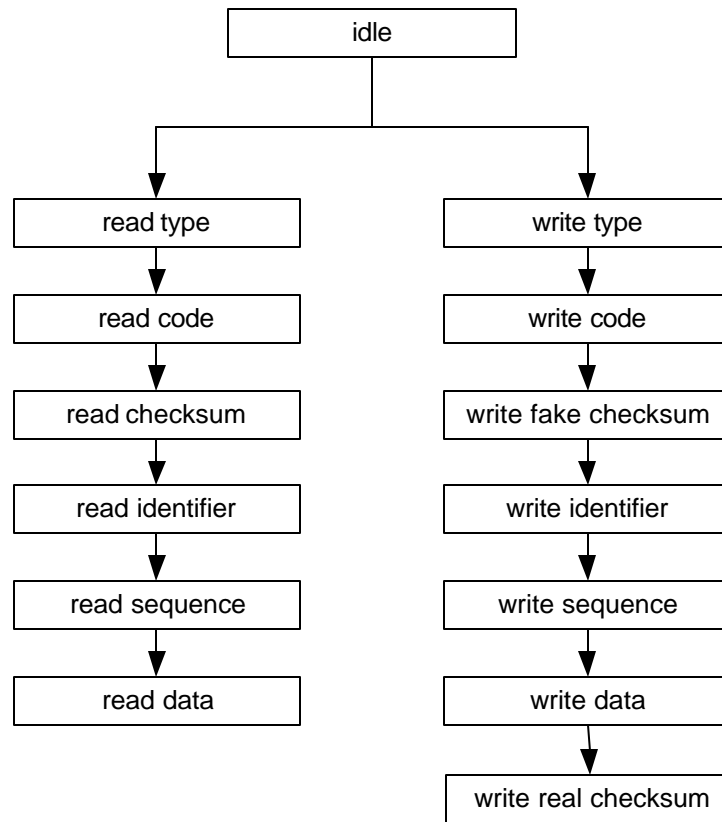 idle
read type
write type
read code
write code
read checksum
write fake checksum
read identifier
write identifier
read sequence
write sequence
read data
write data
write real checksum